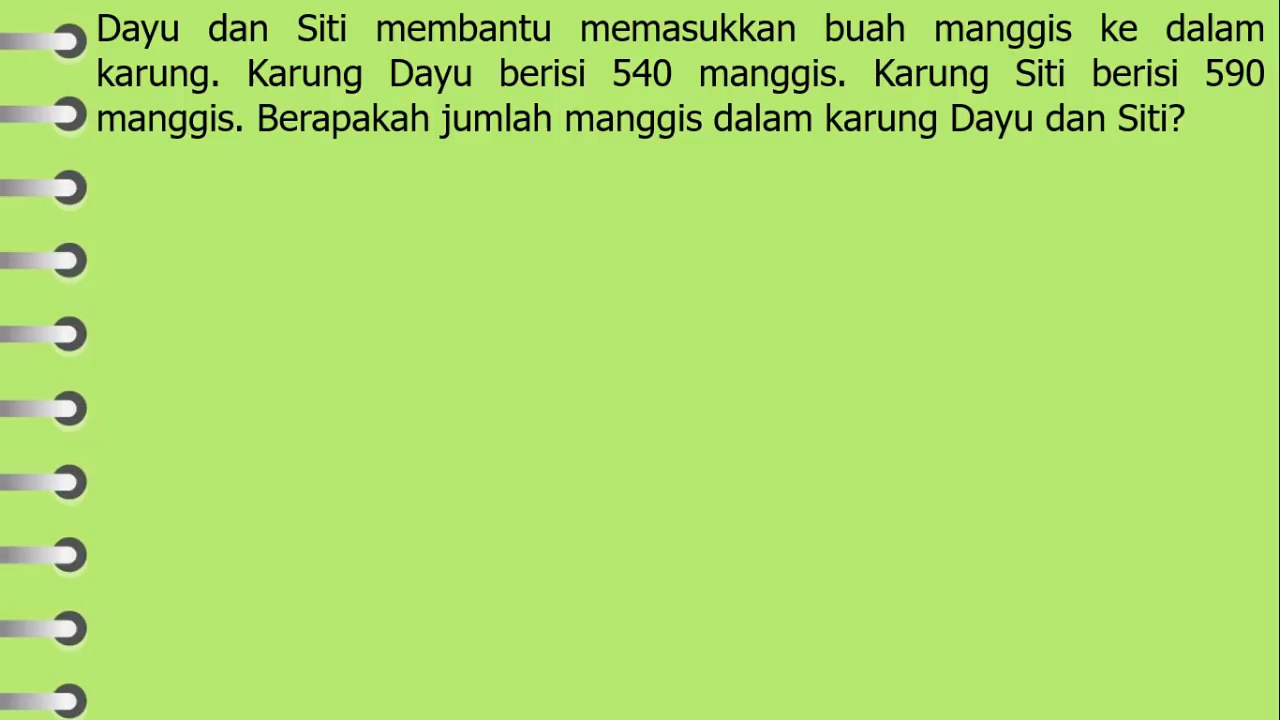 Dayu dan Siti membantu memasukkan buah manggis ke dalam
karung. Karung Dayu berisi 540 manggis. Karung Siti berisi 590
manggis. Berapakah jumlah manggis dalam karung Dayu dan Siti?